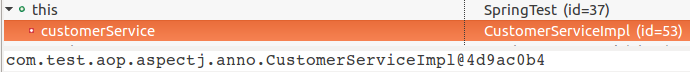 this SpringTest (id=37)
customerService CustomerServiceImpl (id=53)
com.test.aop.aspectj.anno.CustomerServiceImpl@4d9ac0b4